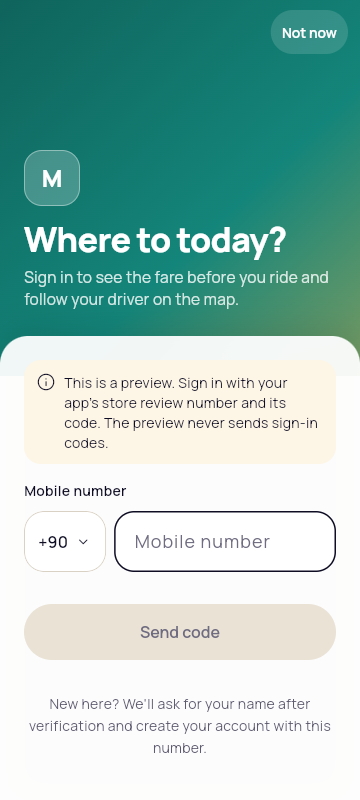 Not now
M
Where to today?
Sign in to see the fare before you ride and
follow your driver on the map.
This is a preview. Sign in with your
app's store review number and its
code. The preview never sends sign-in
codes.
Mobile number
+90
Mobile number
Send code
New here? We'll ask for your name after
verification and create your account with this
number.